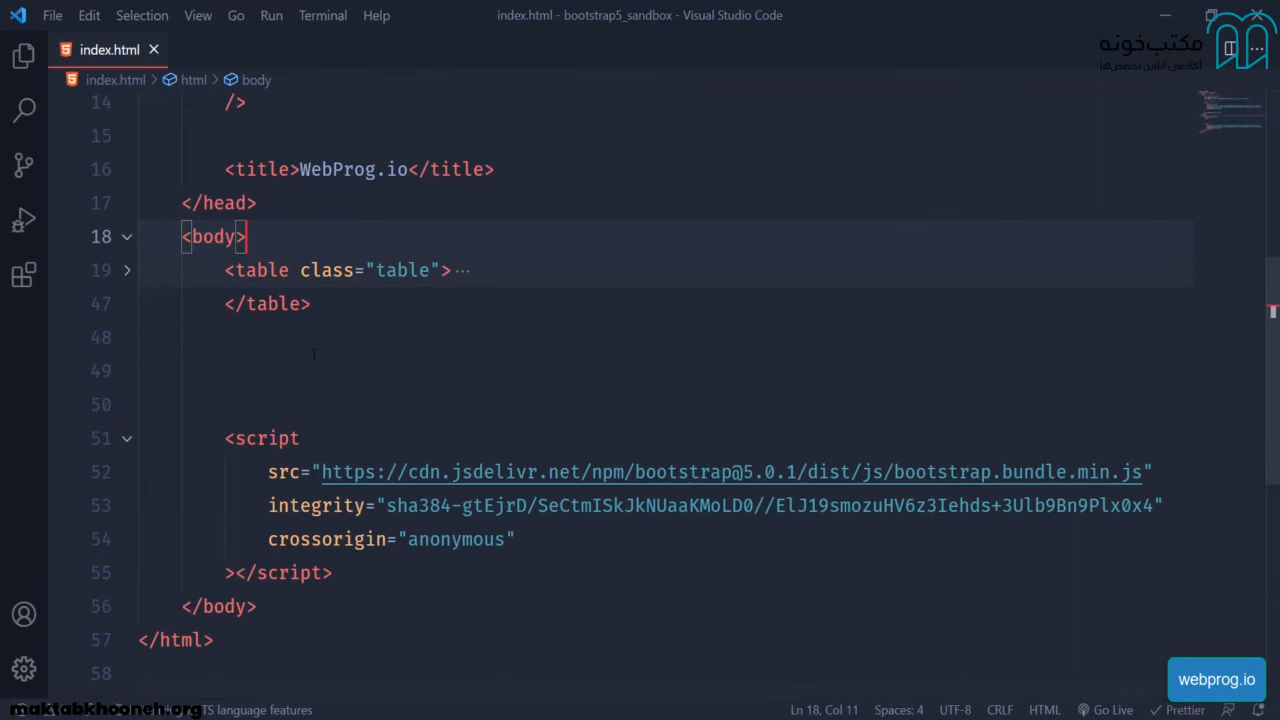 File Edit Selection View Go Run Terminal Help index.html - bootstrap5_sandbox - Visual Studio Code
مکتب‌خونه
آکادمی آنلاین تخصص‌ها
index.html
index.html > html > body
14 />
15
16 <title>WebProg.io</title>
17 </head>
18 <body>
19 <table class="table"> ...
47 </table>
48
49
50
51 <script
52 src="https://cdn.jsdelivr.net/npm/bootstrap@5.0.1/dist/js/bootstrap.bundle.min.js"
53 integrity="sha384-gtEjrD/SeCtmISkJkNUaaKMoLD0//ElJ19smozuHV6z3Iehds+3Ulb9Bn9Plx0x4"
54 crossorigin="anonymous"
55 ></script>
56 </body>
57 </html>
58
webprog.io
maktabkhooneh.org
TS language features Ln 18, Col 11 Spaces: 4 UTF-8 CRLF HTML Go Live Prettier